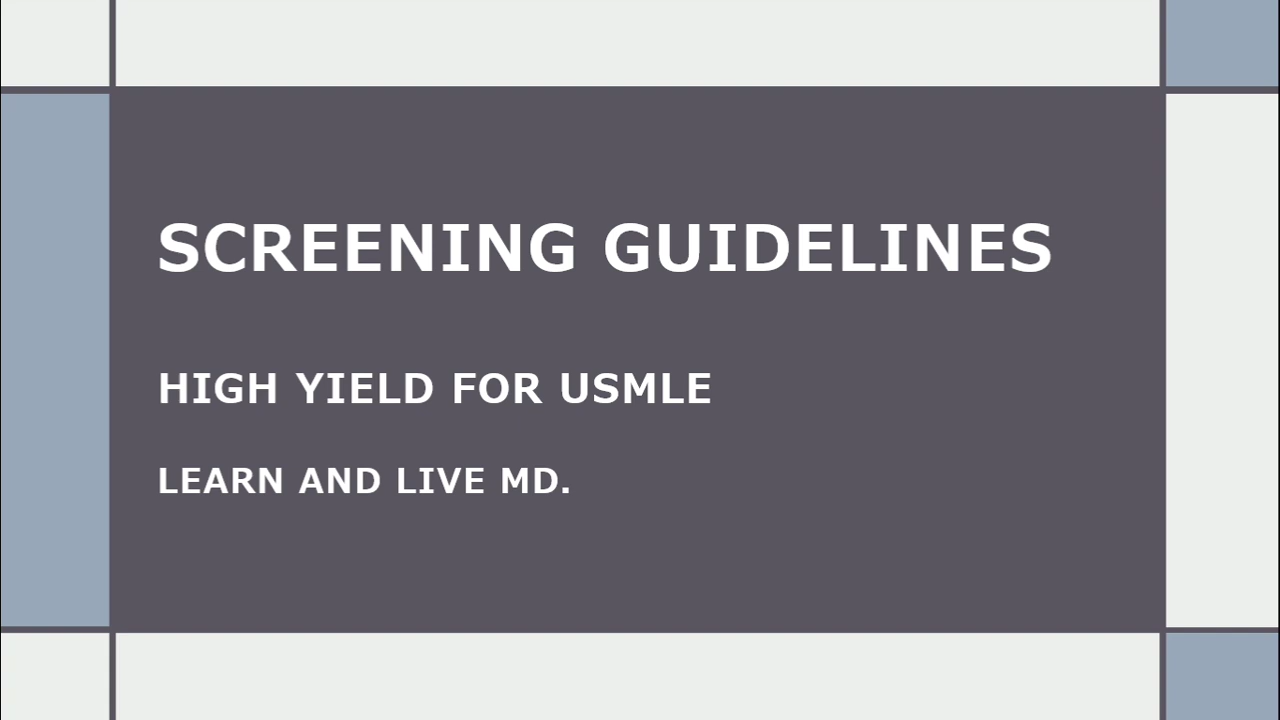 SCREENING GUIDELINES
HIGH YIELD FOR USMLE
LEARN AND LIVE MD.